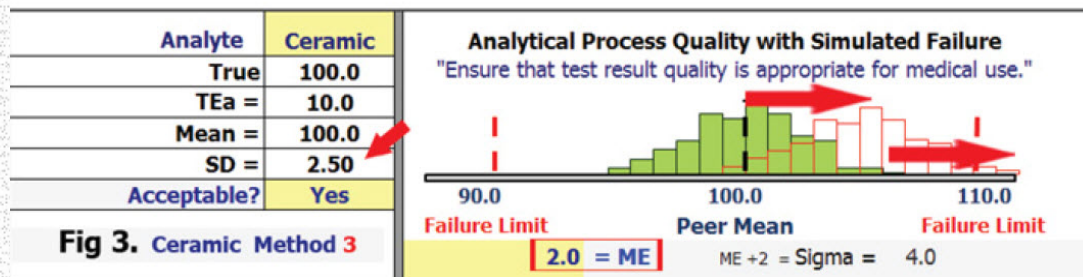 Analyte Ceramic
True 100.0
TEa = 10.0
Mean = 100.0
SD = 2.50
Acceptable? Yes
Fig 3. Ceramic Method 3
Analytical Process Quality with Simulated Failure
"Ensure that test result quality is appropriate for medical use."
90.0 100.0 110.0
Failure Limit Peer Mean Failure Limit
2.0 = ME ME +2 = Sigma = 4.0